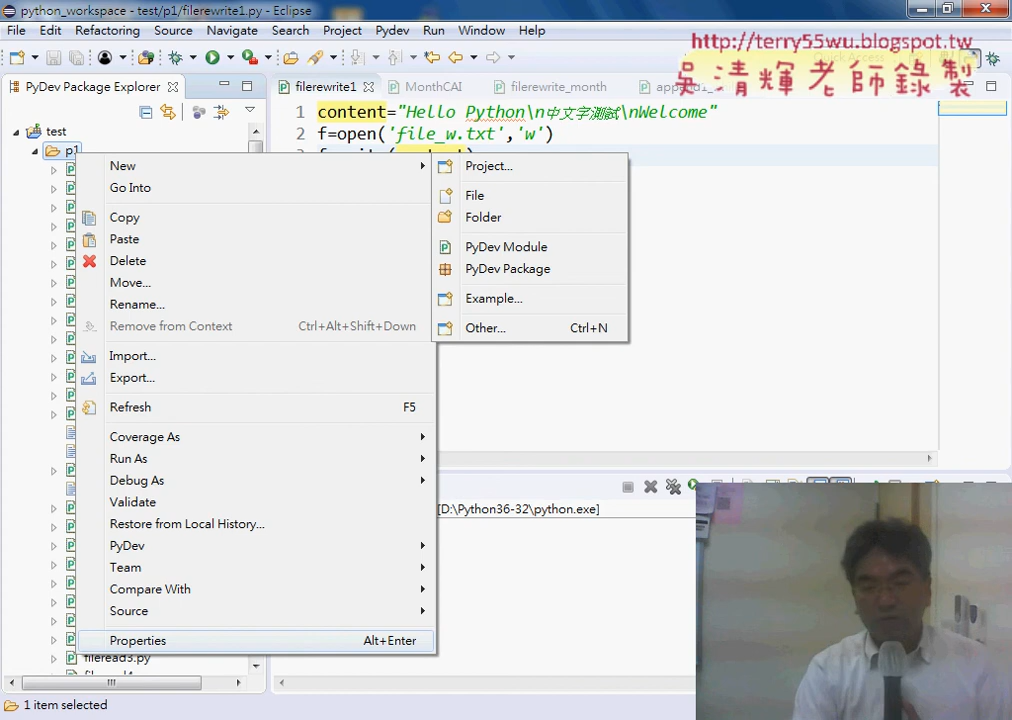 python_workspace - test/p1/filerewrite1.py - Eclipse
File Edit Refactoring Source Navigate Search Project Pydev Run Window Help
http://terry55wu.blogspot.tw
吳清輝老師錄製
Quick Access
PyDev Package Explorer
filerewrite1
MonthCAI
filerewrite_month
append1
test
p1
1 content="Hello Python\n中文字測試\nWelcome"
2 f=open('file_w.txt','w')
New
Go Into
Copy
Paste
Delete
Move...
Rename...
Remove from Context Ctrl+Alt+Shift+Down
Import...
Export...
Refresh F5
Coverage As
Run As
Debug As
Validate
Restore from Local History...
PyDev
Team
Compare With
Source
Properties Alt+Enter
Project...
File
Folder
PyDev Module
PyDev Package
Example...
Other... Ctrl+N
[D:\Python36-32\python.exe]
fileread3.py
1 item selected